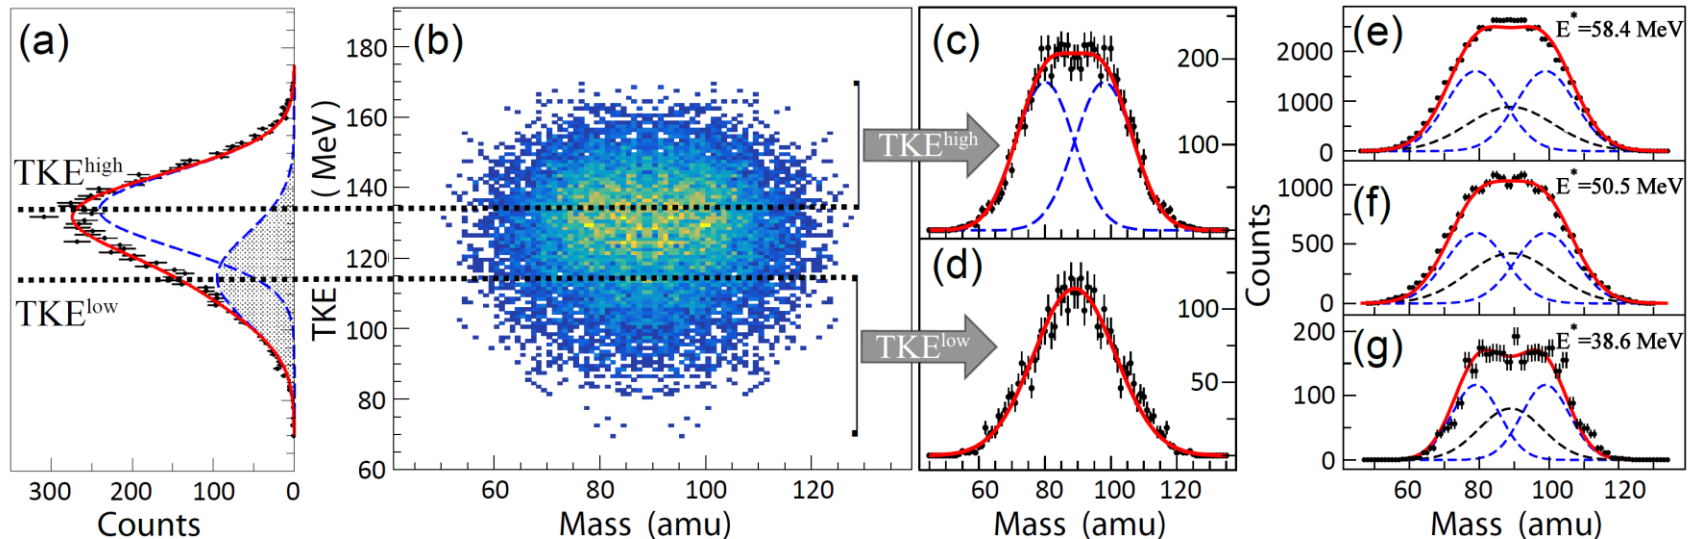 (a)
TKE^high
TKE^low
300 200 100 0
Counts
(b)
180
160
140
120
100
80
60
TKE (MeV)
60 80 100 120
Mass (amu)
TKE^high
TKE^low
(c)
200
100
(d)
100
50
60 80 100 120
Mass (amu)
Counts
(e)
E*=58.4 MeV
2000
1000
0
(f)
E*=50.5 MeV
1000
500
0
(g)
E*=38.6 MeV
200
100
0
60 80 100 120
Mass (amu)